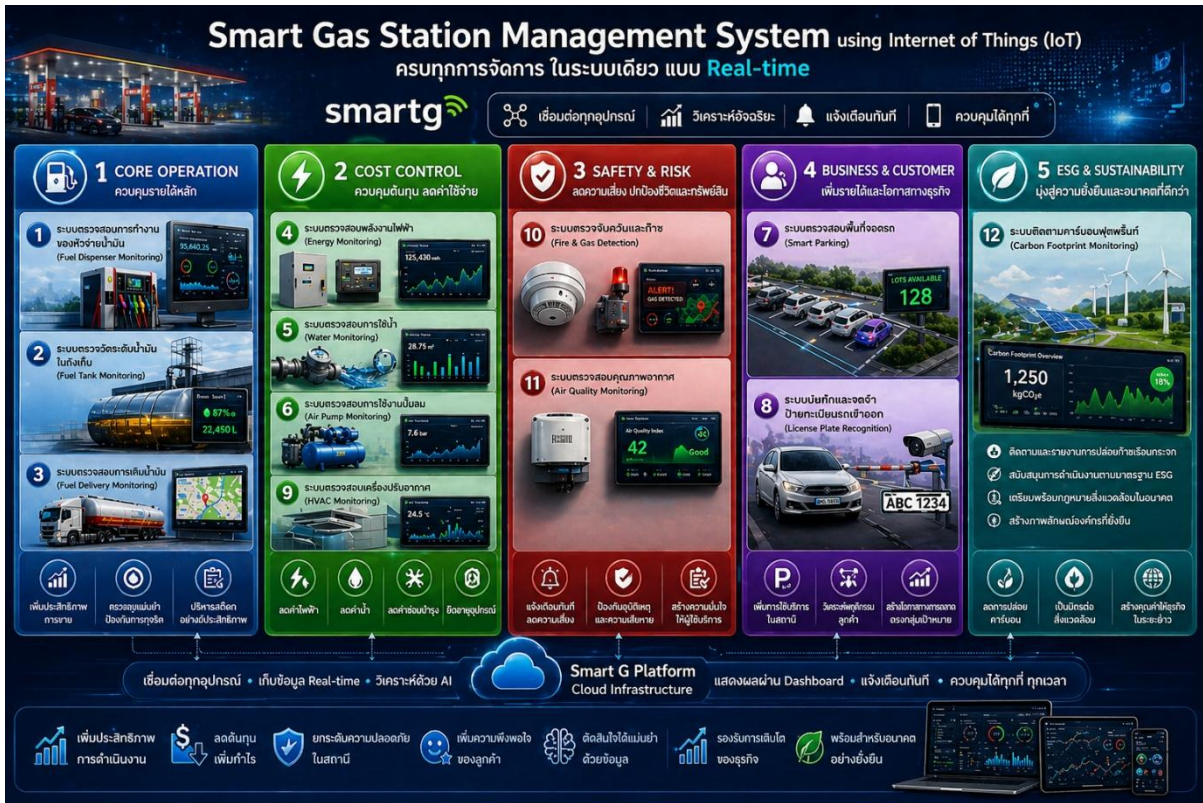 Smart Gas Station Management System using Internet of Things (IoT)
ครบทุกการจัดการ ในระบบเดียว แบบ Real-time
smartg
เชื่อมต่อทุกอุปกรณ์
วิเคราะห์อัจฉริยะ
แจ้งเตือนทันที
ควบคุมได้ทุกที่
1 CORE OPERATION
ควบคุมรายได้หลัก
1 ระบบตรวจสอบการทำงาน
ของหัวจ่ายน้ำมัน
(Fuel Dispenser Monitoring)
95,640.25
2 ระบบตรวจวัดระดับน้ำมัน
ในถังเก็บ
(Fuel Tank Monitoring)
87%
22,450 L
3 ระบบตรวจสอบการเติมน้ำมัน
(Fuel Delivery Monitoring)
เพิ่มประสิทธิภาพ
การขาย
ตรวจญแม่นยำ
ป้องกันการทุจริต
บริหารสต็อก
อย่างมีประสิทธิภาพ
2 COST CONTROL
ควบคุมต้นทุน ลดค่าใช้จ่าย
4 ระบบตรวจสอบพลังงานไฟฟ้า
(Energy Monitoring)
125,430
5 ระบบตรวจสอบการใช้น้ำ
(Water Monitoring)
28.75 m³
6 ระบบตรวจสอบการใช้งานปั๊มลม
(Air Pump Monitoring)
7.6 bar
9 ระบบตรวจสอบเครื่องปรับอากาศ
(HVAC Monitoring)
24.5 °c
ลดค่าไฟฟ้า
ลดค่าน้ำ
ลดค่าซ่อมบำรุง
ยืดอายุอุปกรณ์
3 SAFETY & RISK
ลดความเสี่ยง ปกป้องชีวิตและทรัพย์สิน
10 ระบบตรวจจับควันและก๊าซ
(Fire & Gas Detection)
ALERT!
GAS DETECTED
11 ระบบตรวจสอบคุณภาพอากาศ
(Air Quality Monitoring)
Air Quality Index
42
Good
แจ้งเตือนทันที
ลดความเสี่ยง
ป้องกันอุบัติเหตุ
และความเสียหาย
สร้างความมั่นใจ
ให้ผู้ใช้บริการ
4 BUSINESS & CUSTOMER
เพิ่มรายได้และโอกาสทางธุรกิจ
7 ระบบตรวจสอบพื้นที่จอดรถ
(Smart Parking)
LOTS AVAILABLE
128
8 ระบบบันทึกและจดจำ
ป้ายทะเบียนรถเข้าออก
(License Plate Recognition)
ABC 1234
P
เพิ่มการใช้บริการ
ในสถานี
วิเคราะห์พฤติกรรม
ลูกค้า
สร้างโอกาสทางการตลาด
ตรงกลุ่มเป้าหมาย
5 ESG & SUSTAINABILITY
มุ่งสู่ความยั่งยืนและอนาคตที่ดีกว่า
12 ระบบติดตามคาร์บอนฟุตพริ้นท์
(Carbon Footprint Monitoring)
Carbon Footprint Overview
1,250
kgCO₂e
18%
ติดตามและรายงานการปล่อยก๊าซเรือนกระจก
สนับสนุนการดำเนินงานตามมาตรฐาน ESG
เตรียมพร้อมกฎหมายสิ่งแวดล้อมในอนาคต
สร้างภาพลักษณ์องค์กรที่ยั่งยืน
ลดการปล่อย
คาร์บอน
เป็นมิตรต่อ
สิ่งแวดล้อม
สร้างคุณค่าให้ธุรกิจ
ในระยะยาว
เชื่อมต่อทุกอุปกรณ์ • เก็บข้อมูล Real-time • วิเคราะห์ด้วย AI
Smart G Platform
Cloud Infrastructure
แสดงผลผ่าน Dashboard • แจ้งเตือนทันที • ควบคุมได้ทุกที่ ทุกเวลา
เพิ่มประสิทธิภาพ
การดำเนินงาน
ลดต้นทุน
เพิ่มกำไร
ยกระดับความปลอดภัย
ในสถานี
เพิ่มความพึงพอใจ
ของลูกค้า
ตัดสินใจได้แม่นยำ
ด้วยข้อมูล
รองรับการเติบโต
ของธุรกิจ
พร้อมสำหรับอนาคต
อย่างยั่งยืน